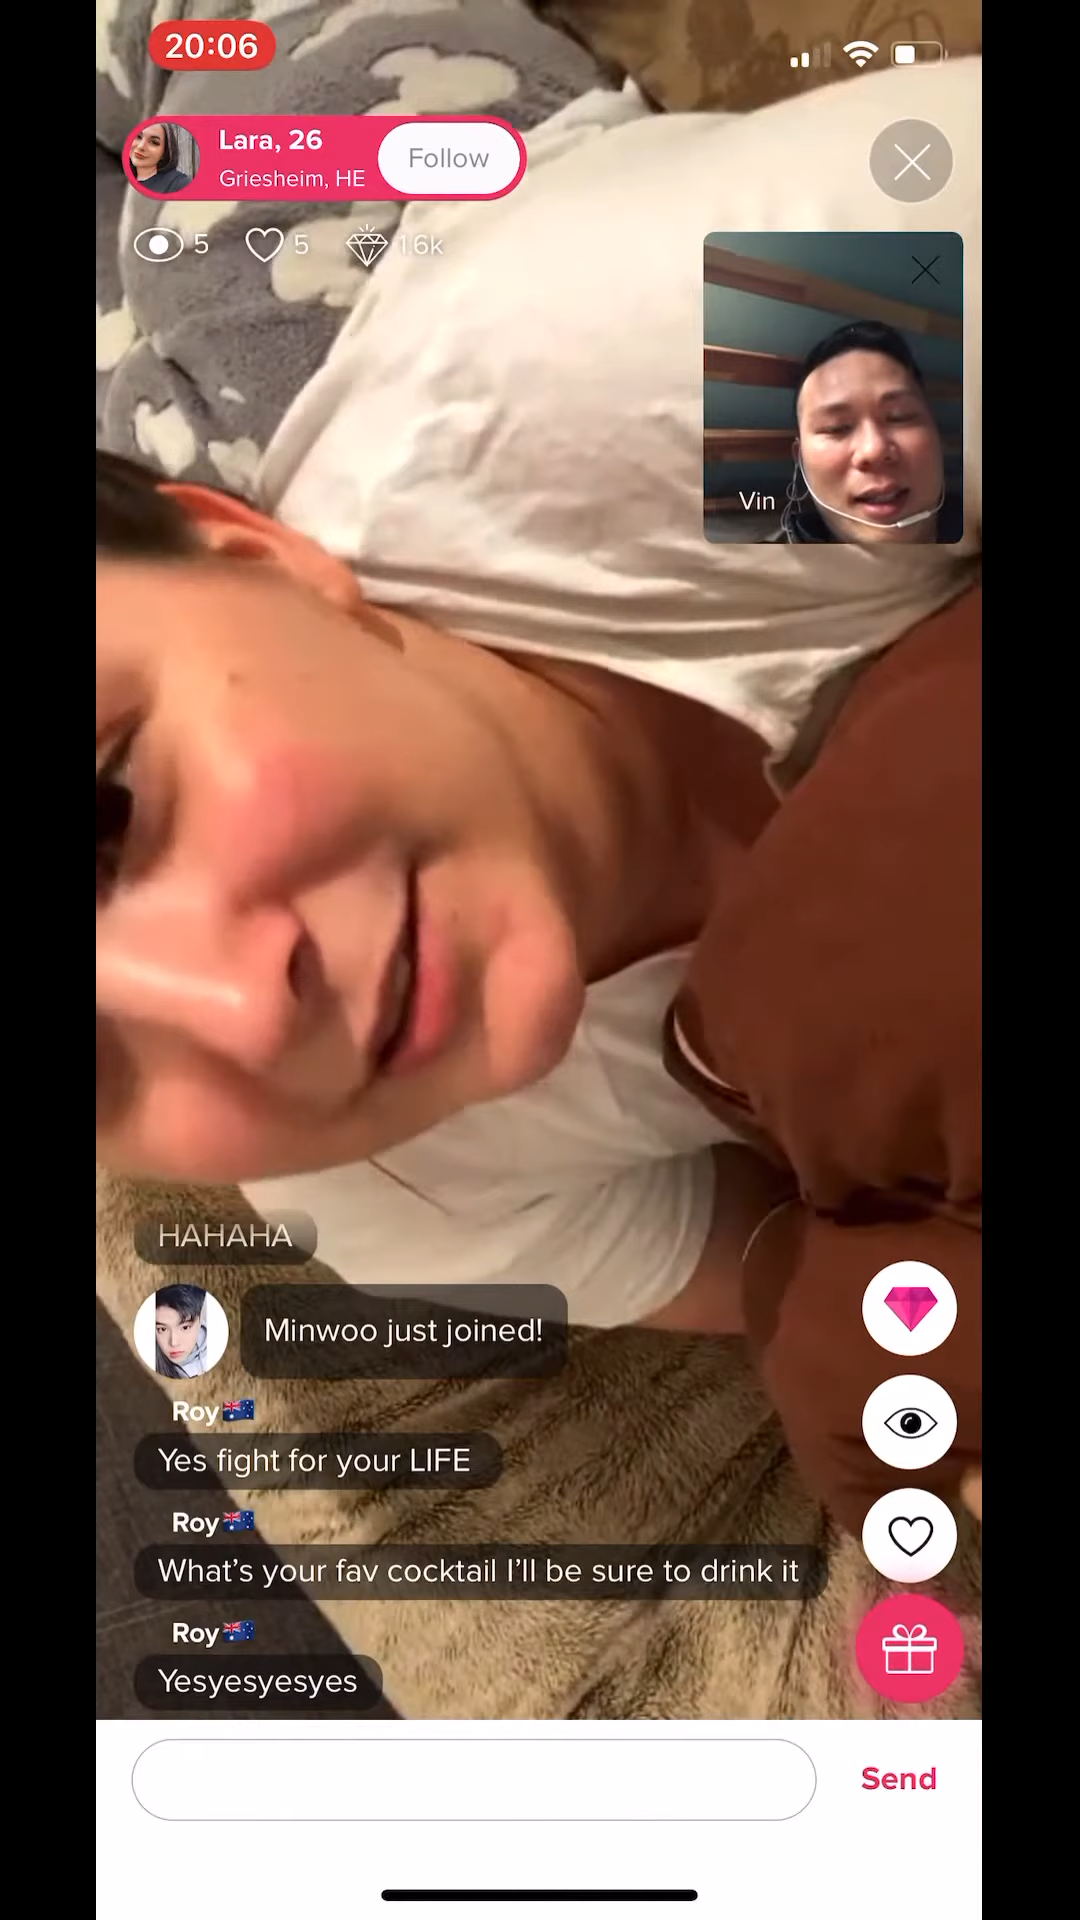 20:06
Lara, 26
Griesheim, HE
Follow
5 5 1.6k
Vin
HAHAHA
Minwoo just joined!
Roy🇦🇺
Yes fight for your LIFE
Roy🇦🇺
What's your fav cocktail I'll be sure to drink it
Roy🇦🇺
Yesyesyesyes
Send